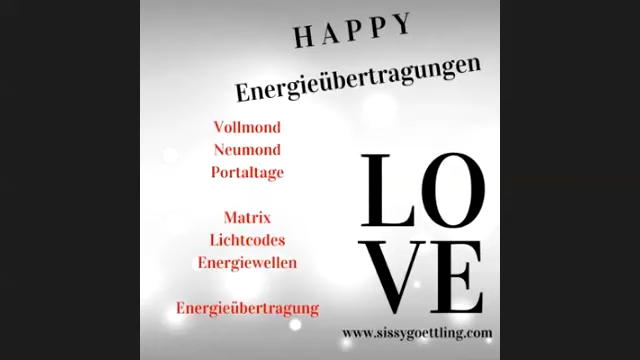 HAPPY
Energieübertragungen
Vollmond
Neumond
Portaltage
Matrix
Lichtcodes
Energiewellen
Energieübertragung
LO
VE
www.sissygoettling.com